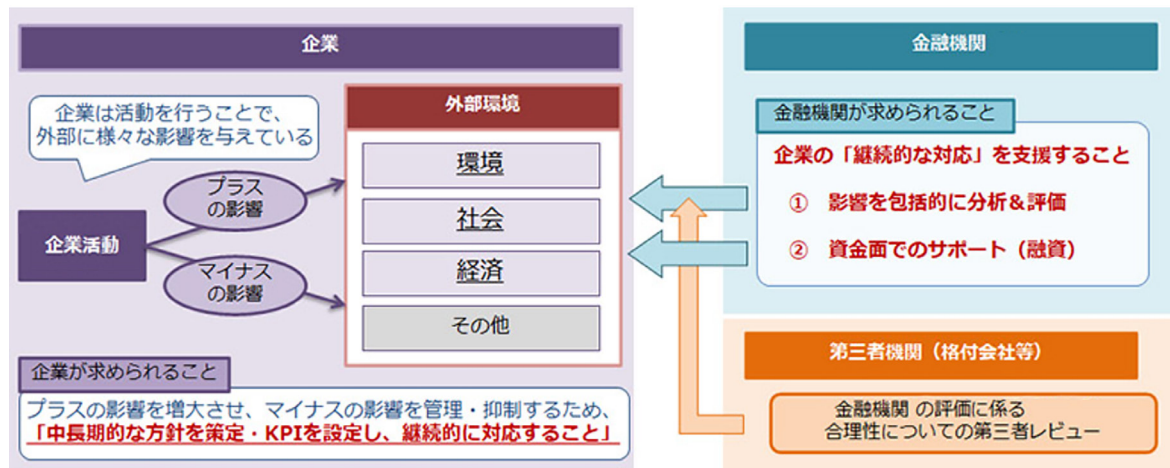 企業
企業は活動を行うことで、
外部に様々な影響を与えている
外部環境
環境
社会
経済
その他
プラス
の影響
企業活動
マイナス
の影響
企業が求められること
プラスの影響を増大させ、マイナスの影響を管理・抑制するため、
「中長期的な方針を策定・KPIを設定し、継続的に対応すること」
金融機関
金融機関が求められること
企業の「継続的な対応」を支援すること
① 影響を包括的に分析＆評価
② 資金面でのサポート（融資）
第三者機関（格付会社等）
金融機関 の評価に係る
合理性についての第三者レビュー